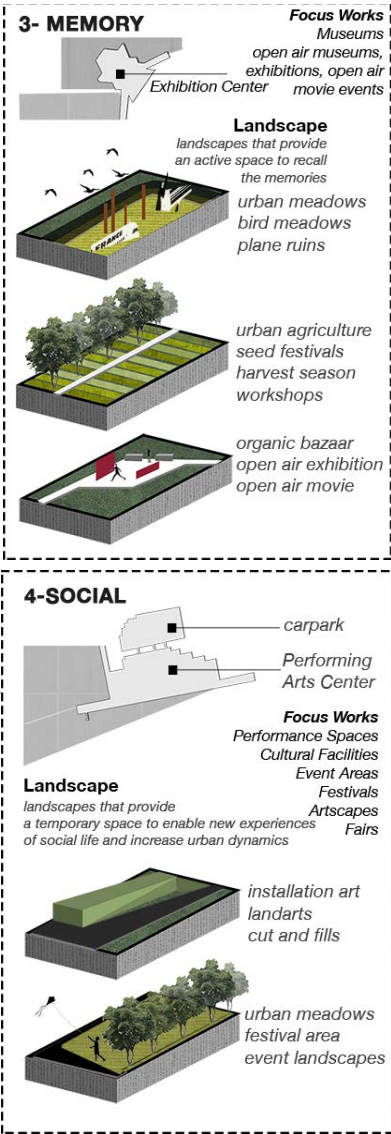 3- MEMORY
Focus Works
Museums
open air museums,
exhibitions, open air
movie events
Exhibition Center
Landscape
landscapes that provide
an active space to recall
the memories
urban meadows
bird meadows
plane ruins
FRANCE
urban agriculture
seed festivals
harvest season
workshops
organic bazaar
open air exhibition
open air movie
4-SOCIAL
carpark
Performing
Arts Center
Focus Works
Performance Spaces
Cultural Facilities
Event Areas
Festivals
Artscapes
Fairs
Landscape
landscapes that provide
a temporary space to enable new experiences
of social life and increase urban dynamics
installation art
landarts
cut and fills
urban meadows
festival area
event landscapes